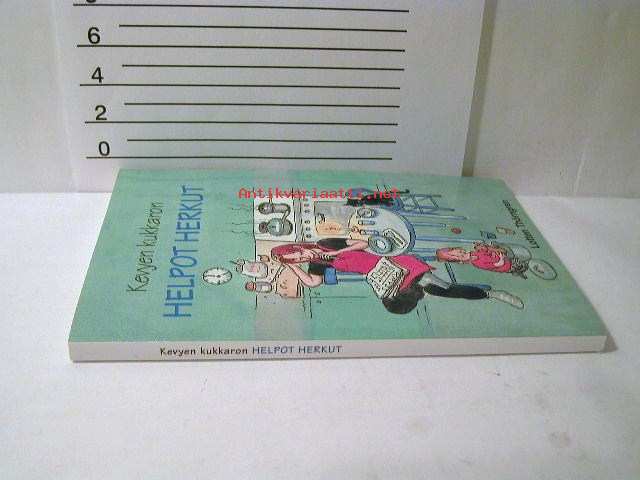 6
4
2
0
Antikvariaatti.net
Kevyen kukkaron
HELPOT HERKUT
Kevyen kukkaron HELPOT HERKUT